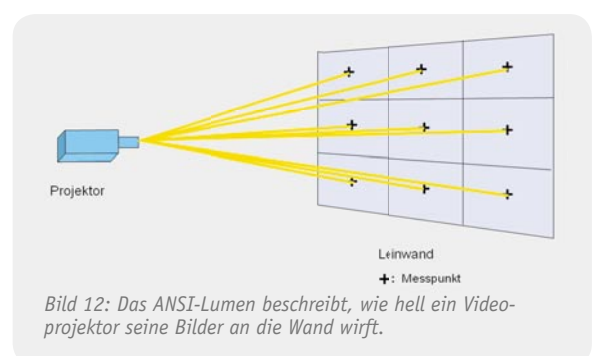 Projektor
Leinwand
+: Messpunkt
Bild 12: Das ANSI-Lumen beschreibt, wie hell ein Video-
projektor seine Bilder an die Wand wirft.